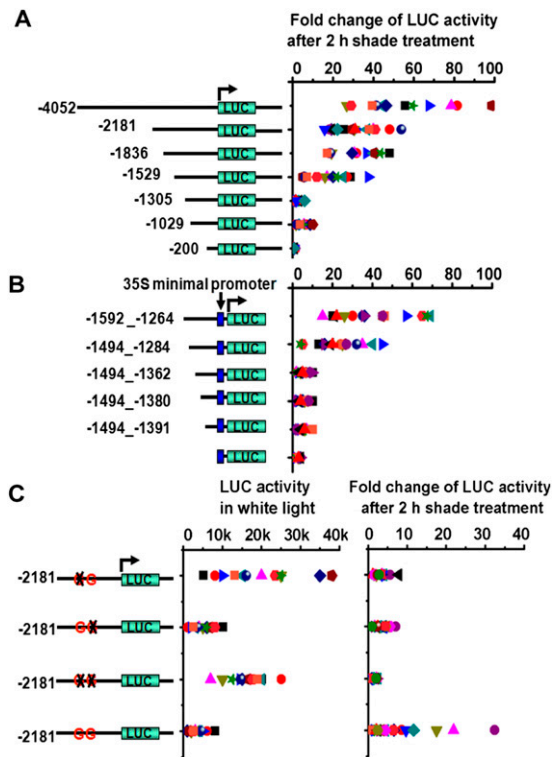 A
Fold change of LUC activity
after 2 h shade treatment
0 20 40 60 80 100
-4052 LUC
-2181 LUC
-1836 LUC
-1529 LUC
-1305 LUC
-1029 LUC
-200 LUC
B
35S minimal promoter
0 20 40 60 80 100
-1592_-1264 LUC
-1494_-1284 LUC
-1494_-1362 LUC
-1494_-1380 LUC
-1494_-1391 LUC
LUC
C
LUC activity
in white light
Fold change of LUC activity
after 2 h shade treatment
0 10k 20k 30k 40k
0 10 20 30 40
-2181 G G LUC
-2181 G G LUC
-2181 G G LUC
-2181 G G LUC